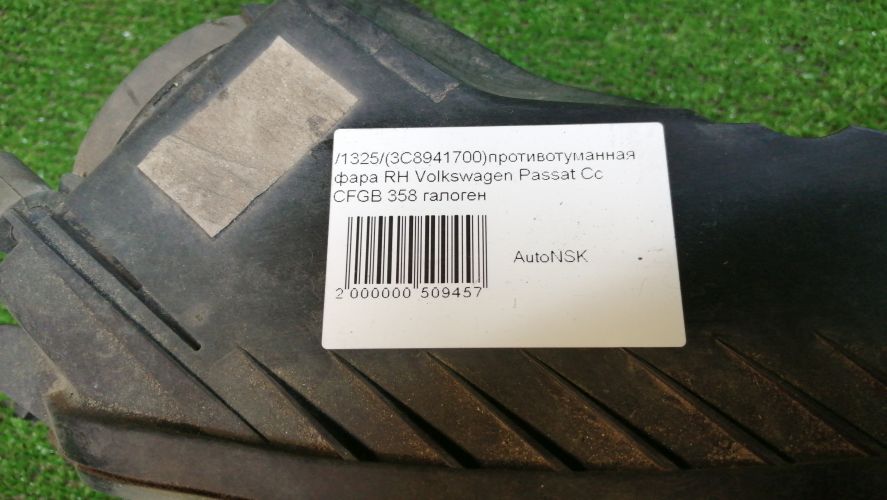 /1325/(3C8941700)противотуманная
фара RH Volkswagen Passat Cc
CFGB 358 галоген
AutoNSK
2 000000 509457